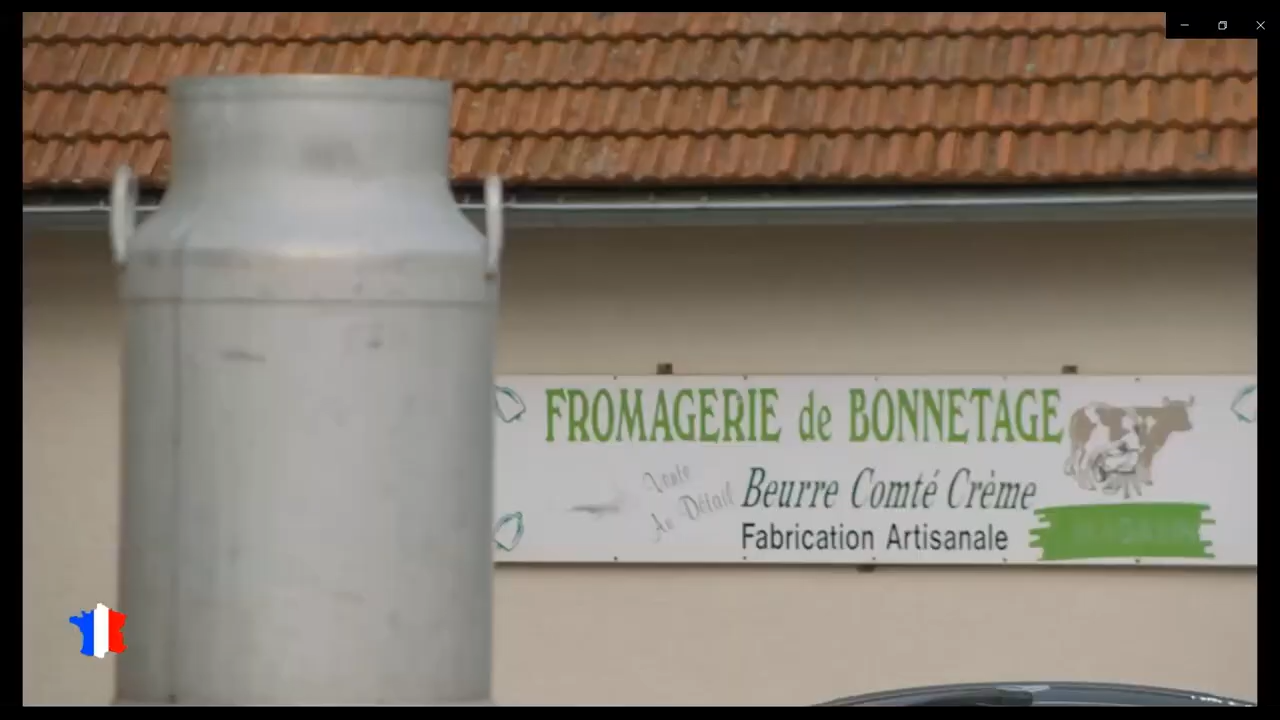 FROMAGERIE de BONNETAGE
Vente
Au Détail
Beurre Comté Crème
Fabrication Artisanale